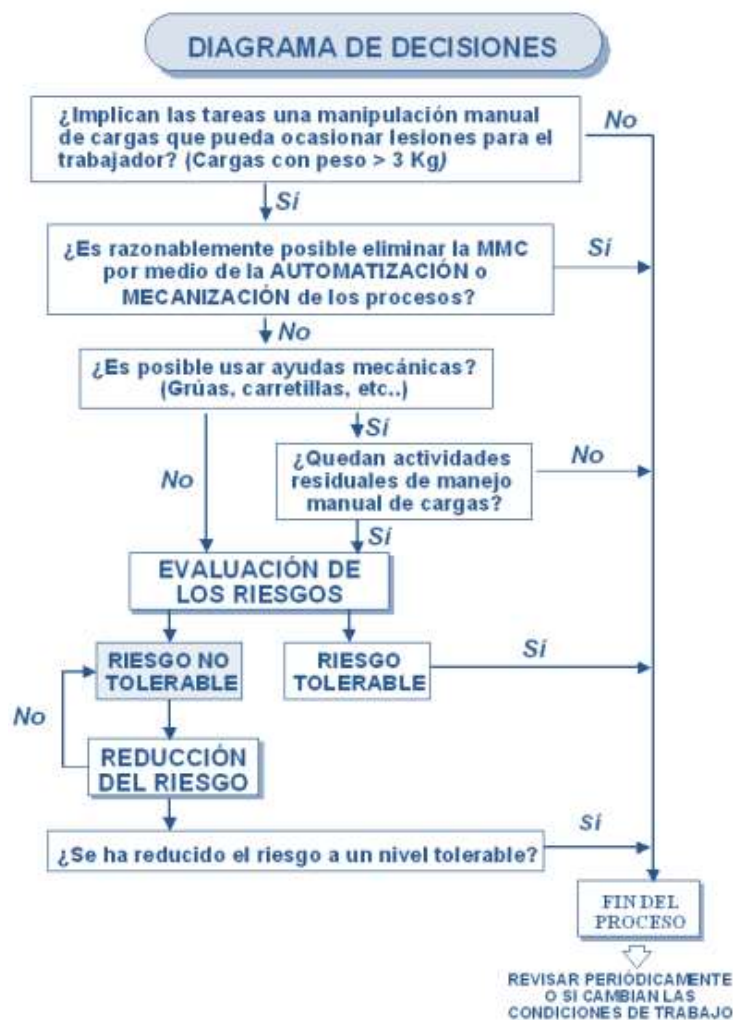 DIAGRAMA DE DECISIONES
¿Implican las tareas una manipulación manual
de cargas que pueda ocasionar lesiones para el
trabajador? (Cargas con peso > 3 Kg)
No
Sí
¿Es razonablemente posible eliminar la MMC
por medio de la AUTOMATIZACIÓN o
MECANIZACIÓN de los procesos?
Sí
No
¿Es posible usar ayudas mecánicas?
(Grúas, carretillas, etc..)
Sí
No
¿Quedan actividades
residuales de manejo
manual de cargas?
No
Sí
EVALUACIÓN DE
LOS RIESGOS
RIESGO NO
TOLERABLE
RIESGO
TOLERABLE
Sí
No
REDUCCIÓN
DEL RIESGO
¿Se ha reducido el riesgo a un nivel tolerable?
Sí
FIN DEL
PROCESO
REVISAR PERIÓDICAMENTE
O SI CAMBIAN LAS
CONDICIONES DE TRABAJO